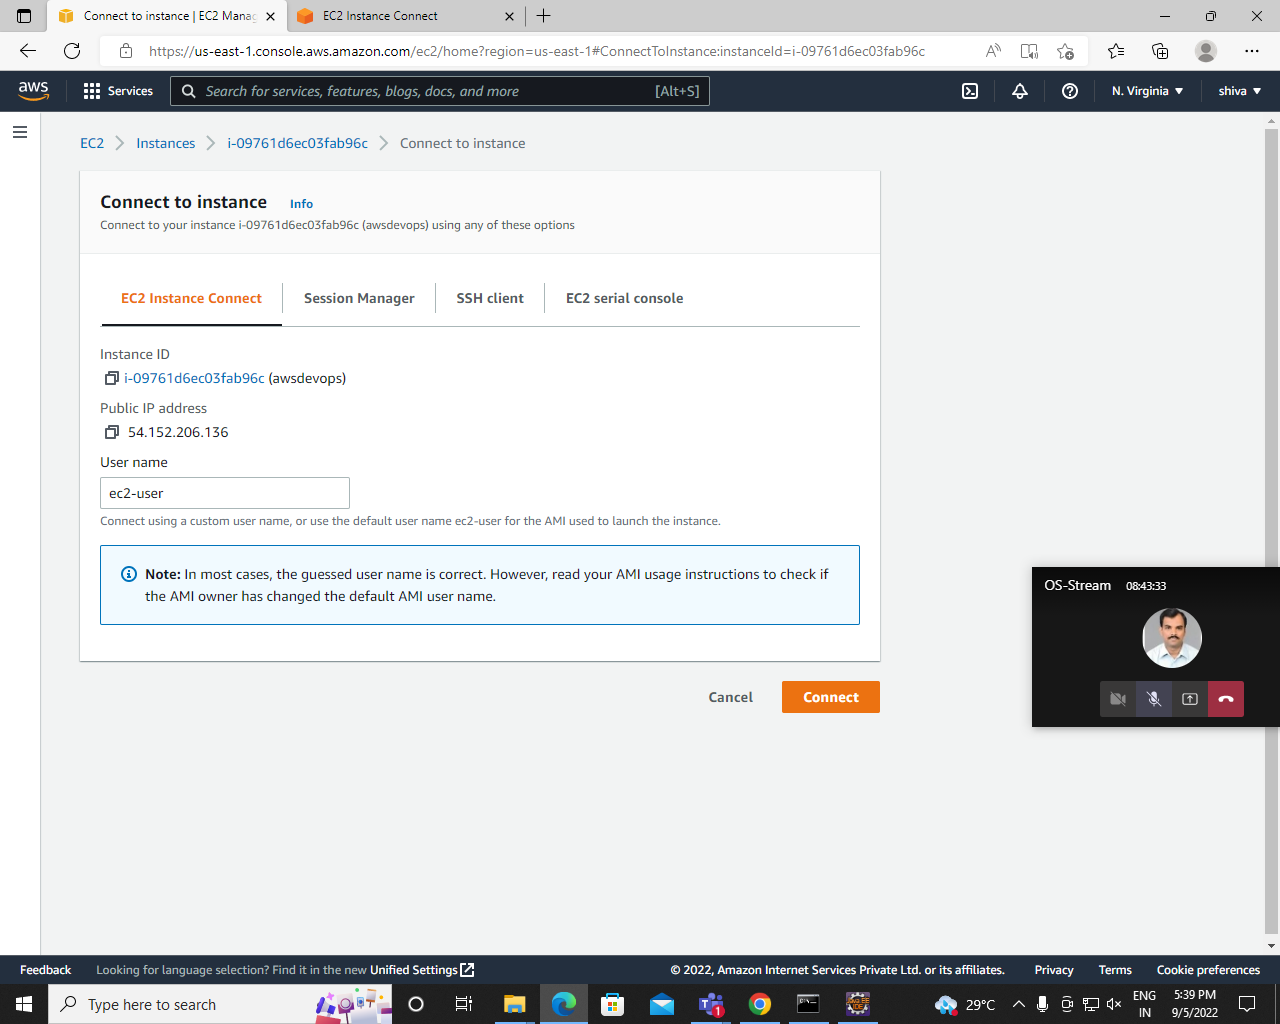 Connect to instance | EC2 Manag
EC2 Instance Connect
https://us-east-1.console.aws.amazon.com/ec2/home?region=us-east-1#ConnectToInstance:instanceId=i-09761d6ec03fab96c
aws
Services
Search for services, features, blogs, docs, and more
[Alt+S]
N. Virginia
shiva
EC2
Instances
i-09761d6ec03fab96c
Connect to instance
Connect to instance Info
Connect to your instance i-09761d6ec03fab96c (awsdevops) using any of these options
EC2 Instance Connect
Session Manager
SSH client
EC2 serial console
Instance ID
i-09761d6ec03fab96c (awsdevops)
Public IP address
54.152.206.136
User name
ec2-user
Connect using a custom user name, or use the default user name ec2-user for the AMI used to launch the instance.
Note: In most cases, the guessed user name is correct. However, read your AMI usage instructions to check if
the AMI owner has changed the default AMI user name.
OS-Stream 08:43:33
Cancel
Connect
Feedback
Looking for language selection? Find it in the new Unified Settings
© 2022, Amazon Internet Services Private Ltd. or its affiliates.
Privacy
Terms
Cookie preferences
Type here to search
1
29°C
ENG
IN
5:39 PM
9/5/2022